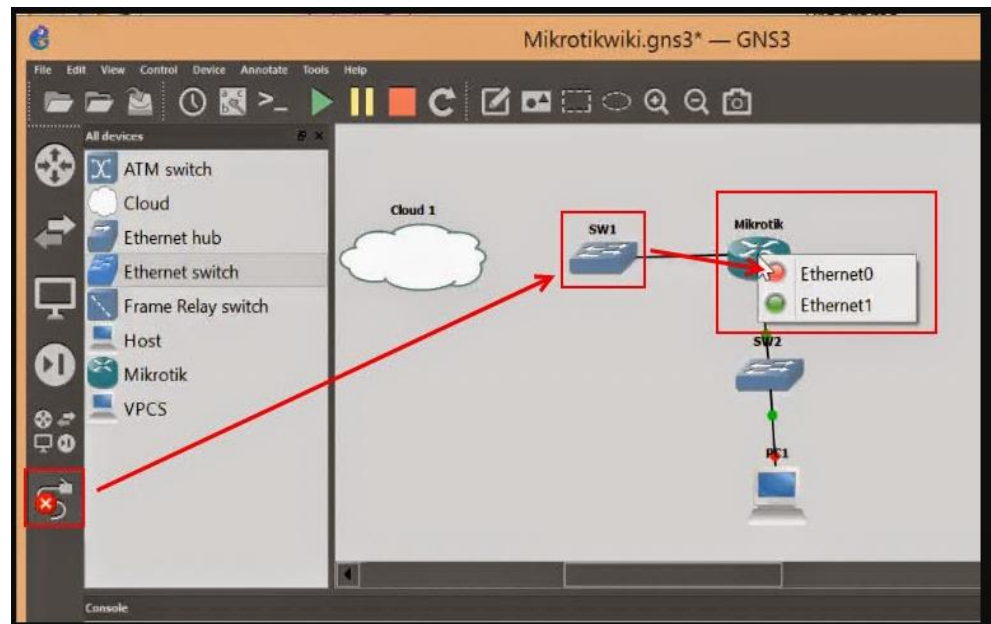 Mikrotikwiki.gns3* — GNS3
File Edit View Control Device Annotate Tools Help
All devices
ATM switch
Cloud
Ethernet hub
Ethernet switch
Frame Relay switch
Host
Mikrotik
VPCS
Cloud 1
SW1
Mikrotik
Ethernet0
Ethernet1
SW2
PC1
Console